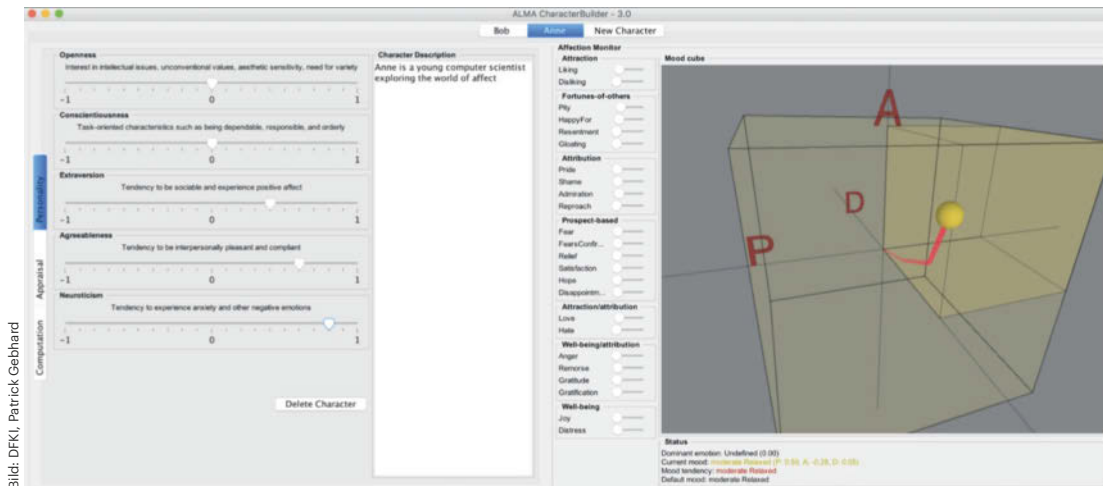 ALMA CharacterBuilder - 3.0
Bob
Anne
New Character
Personality
Appraisal
Computation
Openness
Interest in intellectual issues, unconventional values, aesthetic sensitivity, need for variety
-1 0 1
Conscientiousness
Task-oriented characteristics such as being dependable, responsible, and orderly
-1 0 1
Extraversion
Tendency to be sociable and experience positive affect
-1 0 1
Agreeableness
Tendency to be interpersonally pleasant and compliant
-1 0 1
Neuroticism
Tendency to experience anxiety and other negative emotions
-1 0 1
Delete Character
Character Description
Anne is a young computer scientist
exploring the world of affect
Affection Monitor
Attraction
Liking
Disliking
Fortunes-of-others
Pity
HappyFor
Resentment
Gloating
Attribution
Pride
Shame
Admiration
Reproach
Prospect-based
Fear
FearsConfir...
Relief
Satisfaction
Hope
Disappointm...
Attraction/attribution
Love
Hate
Well-being/attribution
Anger
Remorse
Gratitude
Gratification
Well-being
Joy
Distress
Mood cube
A
D
P
Status
Dominant emotion: Undefined (0.00)
Current mood: moderate Relaxed
Mood tendency: moderate Relaxed
Default mood: moderate Relaxed
Bild: DFKI, Patrick Gebhard